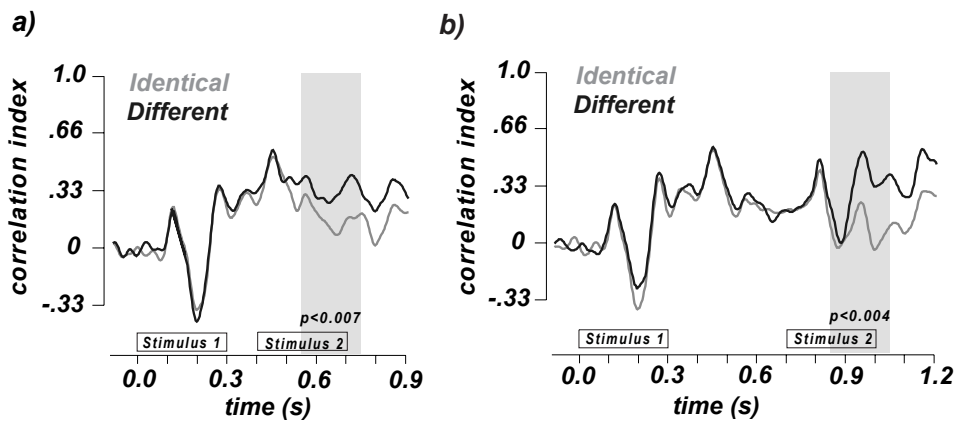 a)
correlation index
1.0
.66
.33
0
-.33
Identical
Different
p<0.007
Stimulus 1
Stimulus 2
0.0 0.3 0.6 0.9
time (s)
b)
correlation index
1.0
.66
.33
0
-.33
Identical
Different
p<0.004
Stimulus 1
Stimulus 2
0.0 0.3 0.6 0.9 1.2
time (s)